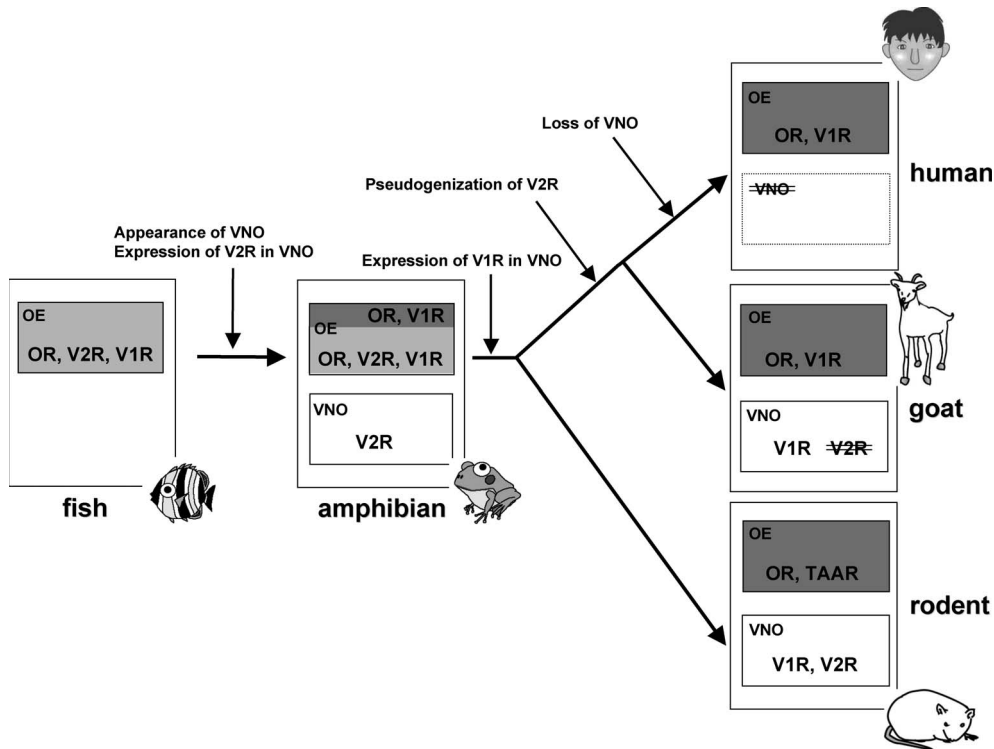 Appearance of VNO
Expression of V2R in VNO
OE
OR, V2R, V1R
fish
OR, V1R
OE
OR, V2R, V1R
VNO
V2R
amphibian
Expression of V1R in VNO
Pseudogenization of V2R
Loss of VNO
OE
OR, V1R
VNO
human
OE
OR, V1R
VNO
V1R V2R
goat
OE
OR, TAAR
VNO
V1R, V2R
rodent